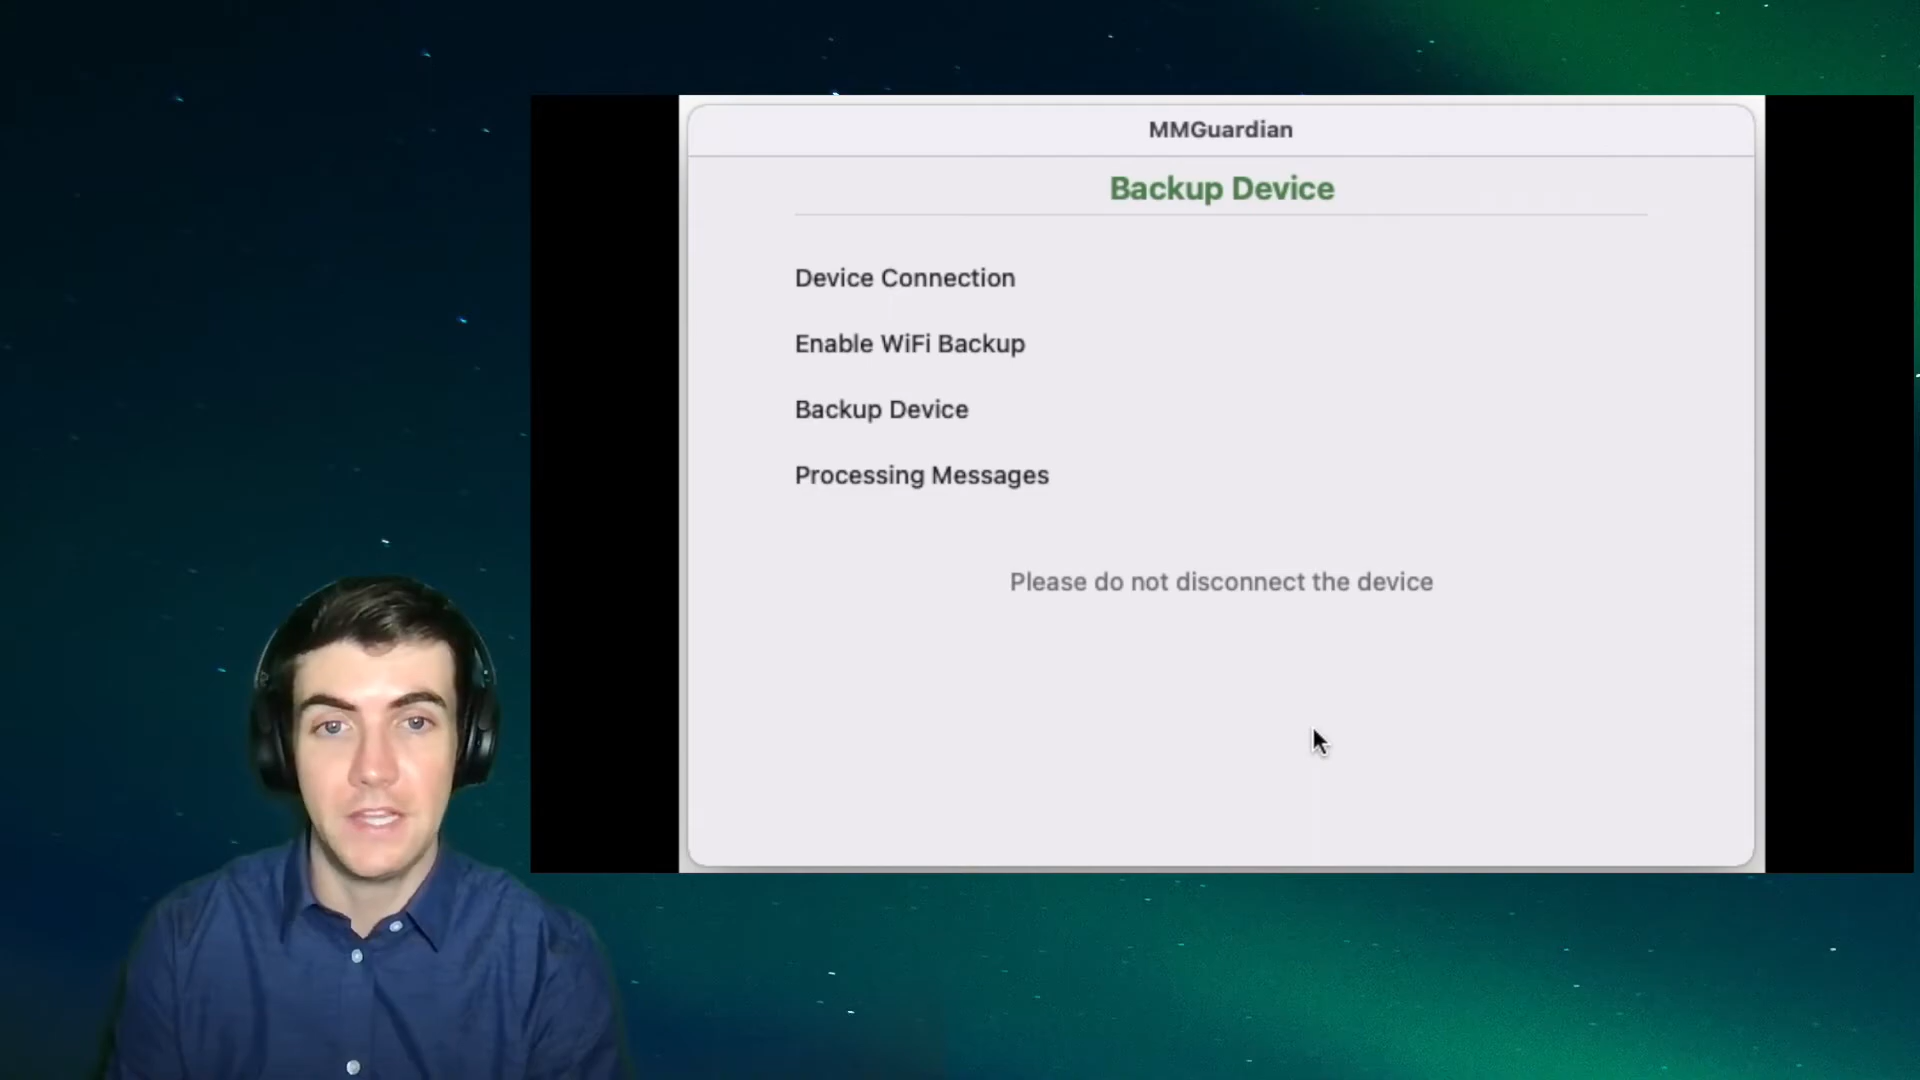 MMGuardian
Backup Device
Device Connection
Enable WiFi Backup
Backup Device
Processing Messages
Please do not disconnect the device